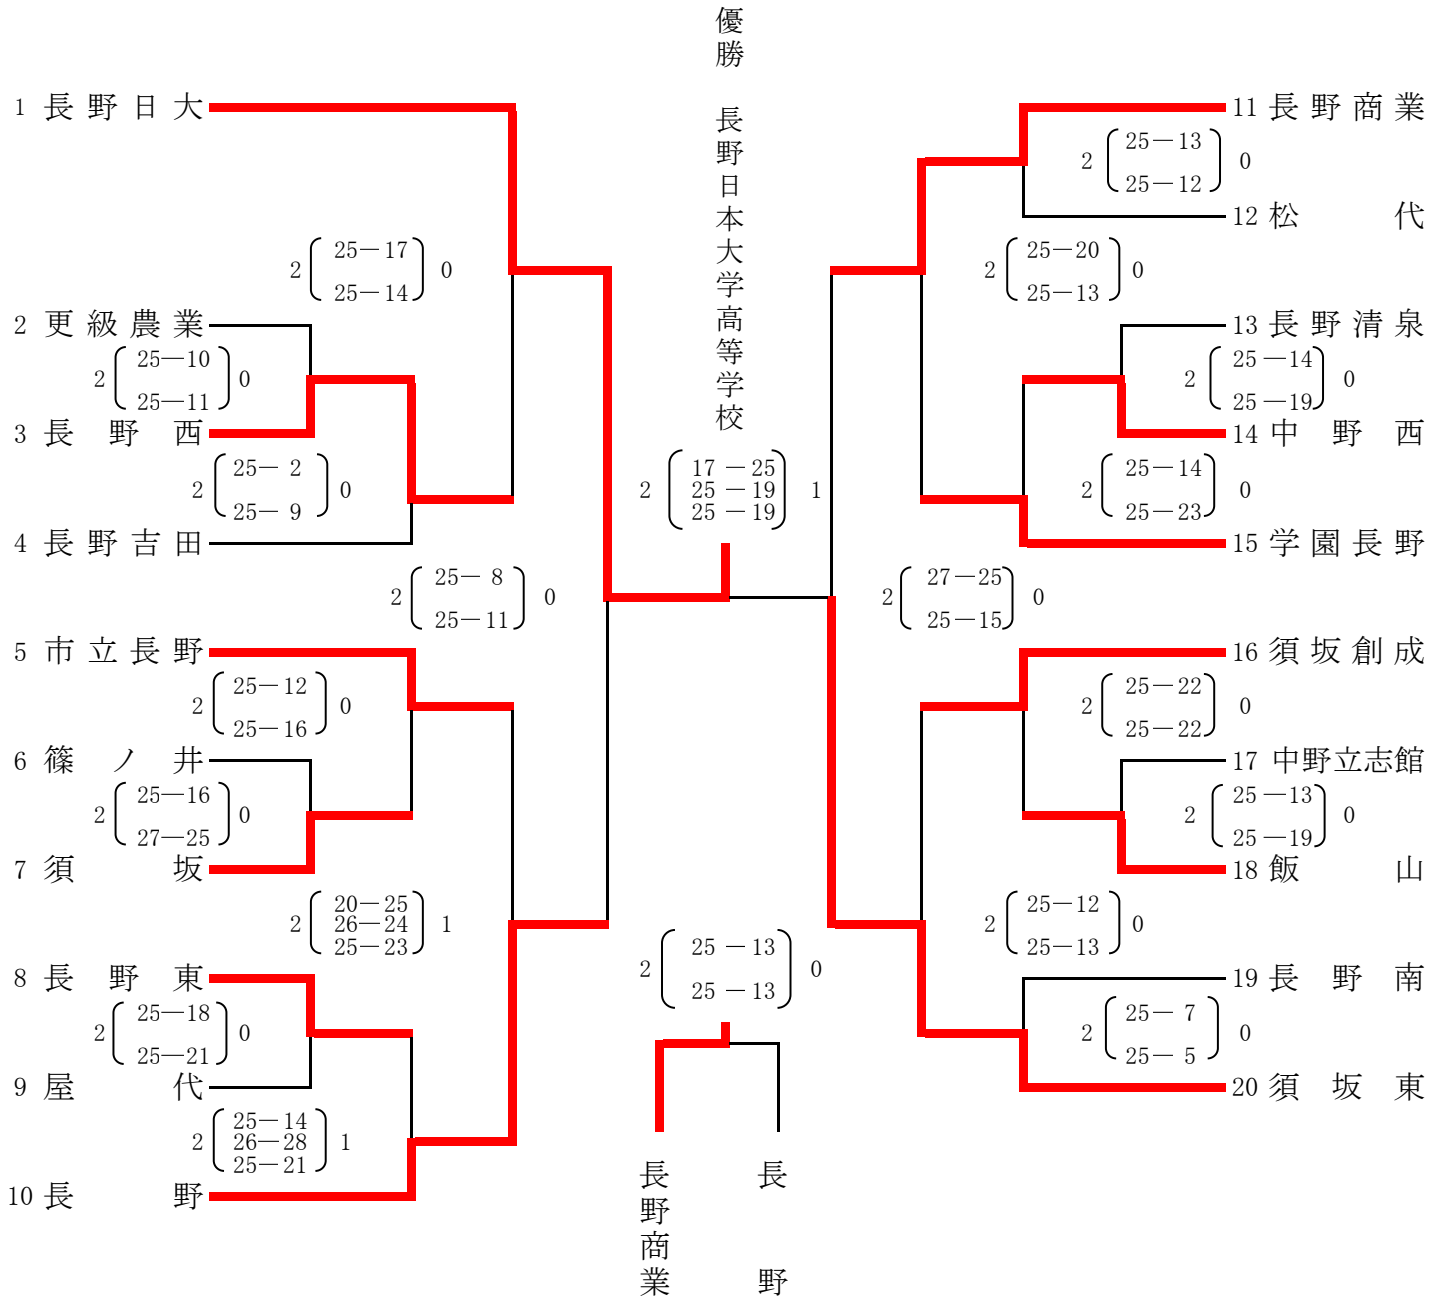 優勝 長野日本大学高等学校
1 長野日大
2 25―17 0
25―14
2 更級農業
2 25―10 0
25―11
3 長野西
2 25― 2 0
25― 9
4 長野吉田
2 25― 8 0
25―11
5 市立長野
2 25―12 0
25―16
6 篠ノ井
2 25―16 0
27―25
7 須坂
2 20―25 1
26―24
25―23
8 長野東
2 25―18 0
25―21
9 屋代
2 25―14 1
26―28
25―21
10 長野
2 17―25 1
25―19
25―19
2 25―13 0
25―13
長野商業
長野
11 長野商業
2 25―13 0
25―12
12 松代
2 25―20 0
25―13
13 長野清泉
2 25―14 0
25―19
14 中野西
2 25―14 0
25―23
15 学園長野
2 27―25 0
25―15
16 須坂創成
2 25―22 0
25―22
17 中野立志館
2 25―13 0
25―19
18 飯山
2 25―12 0
25―13
19 長野南
2 25― 7 0
25― 5
20 須坂東